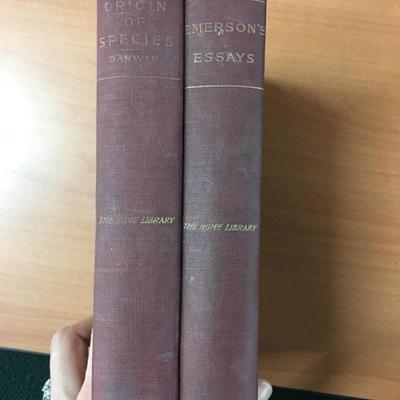 ORIGIN
OF
SPECIES
DARWIN
THE HOME LIBRARY
EMERSON'S
ESSAYS
THE HOME LIBRARY